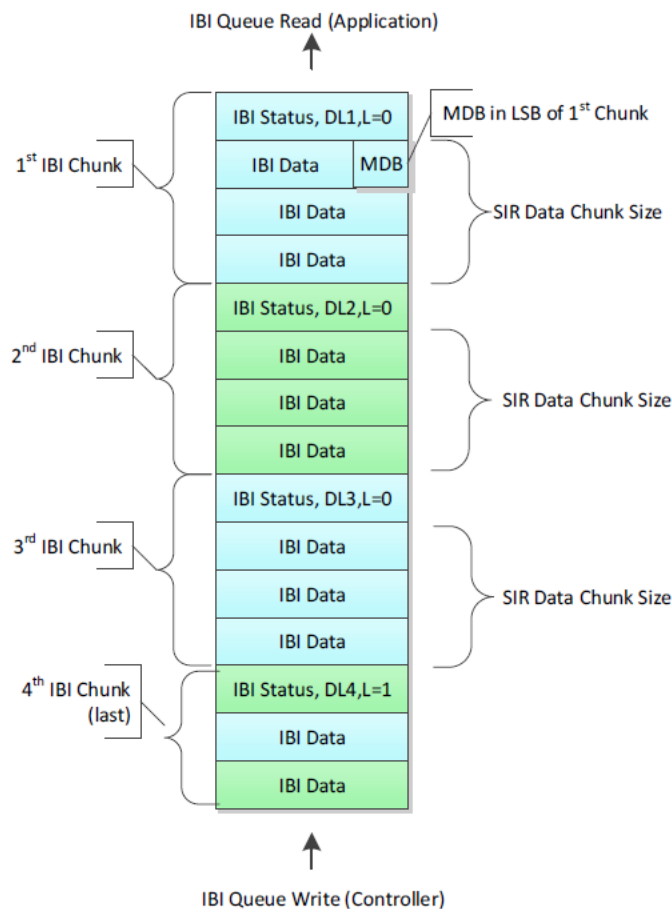 IBI Queue Read (Application)
IBI Status, DL1,L=0
MDB in LSB of 1st Chunk
1st IBI Chunk
IBI Data
MDB
IBI Data
SIR Data Chunk Size
IBI Data
IBI Status, DL2,L=0
2nd IBI Chunk
IBI Data
IBI Data
SIR Data Chunk Size
IBI Data
IBI Status, DL3,L=0
3rd IBI Chunk
IBI Data
IBI Data
SIR Data Chunk Size
IBI Data
4th IBI Chunk
(last)
IBI Status, DL4,L=1
IBI Data
IBI Data
IBI Queue Write (Controller)